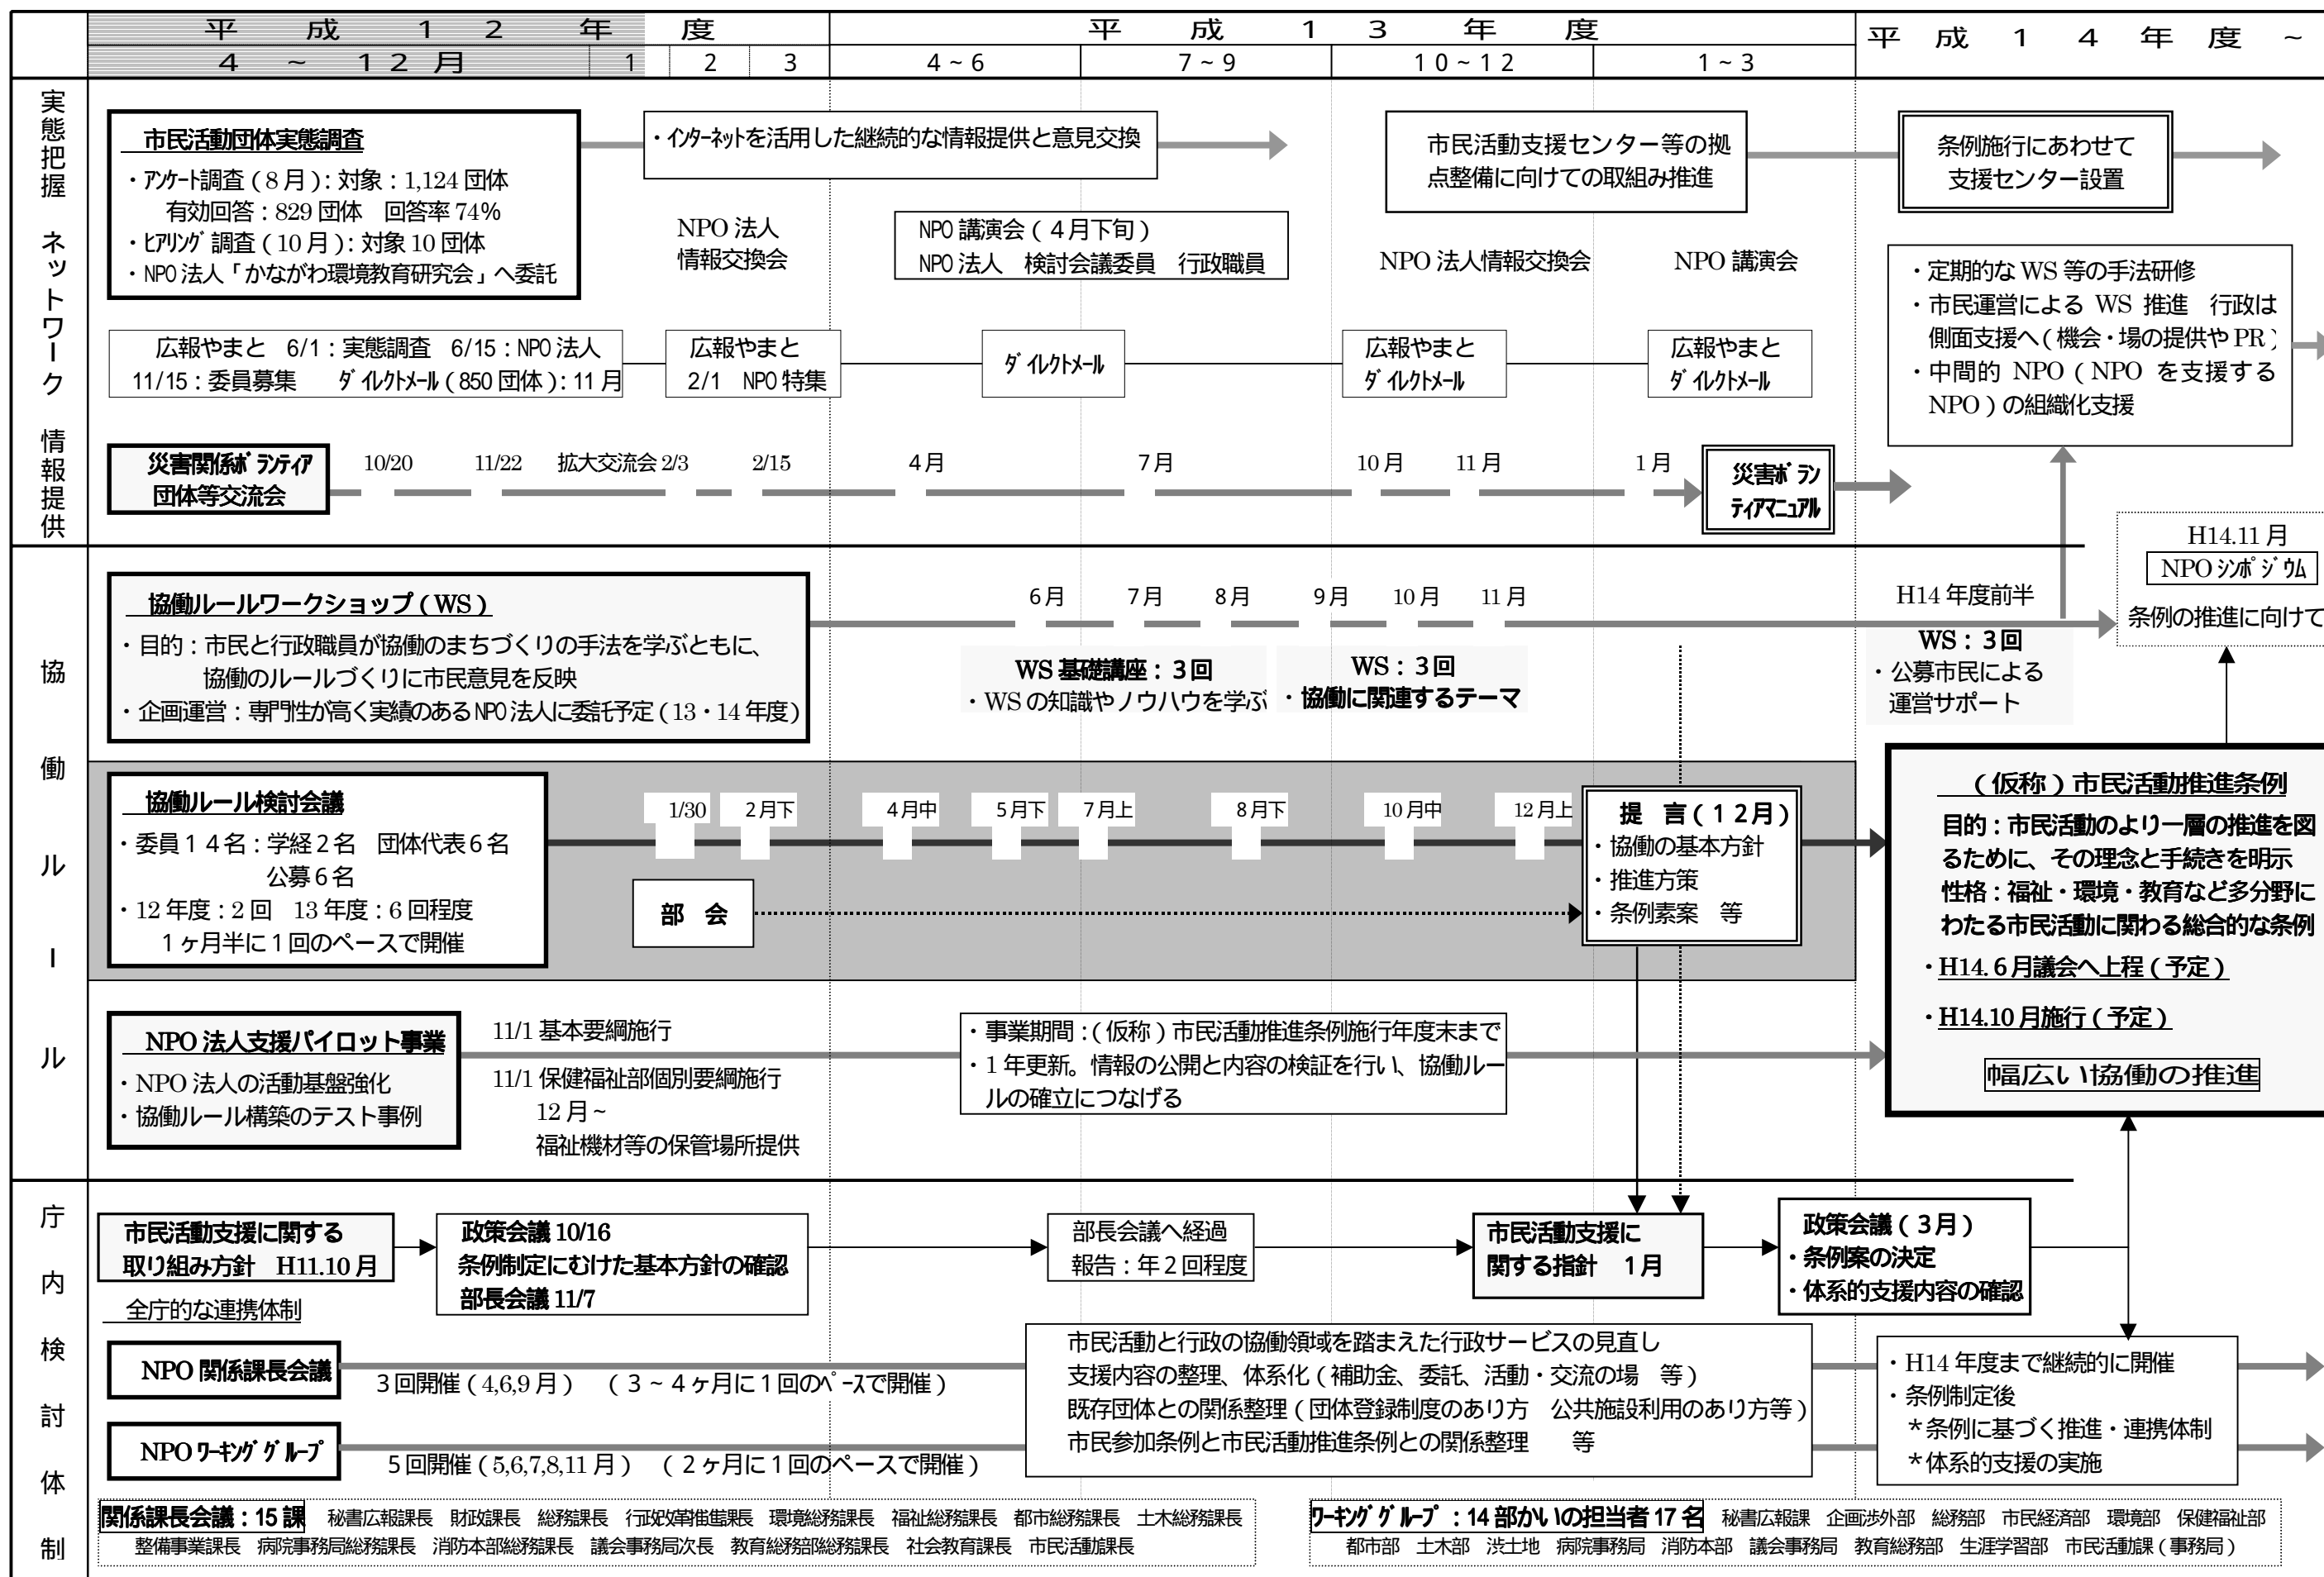 平成12年度
平成13年度
平成14年度~
4~12月
1
2
3
4~6
7~9
10~12
1~3
実態把握 ネットワーク 情報提供
市民活動団体実態調査
・アンケート調査(8月):対象:1,124団体
有効回答:829団体 回答率74%
・ヒアリング調査(10月):対象10団体
・NPO法人「かながわ環境教育研究会」へ委託
・インターネットを活用した継続的な情報提供と意見交換
市民活動支援センター等の拠
点整備に向けての取組み推進
条例施行にあわせて
支援センター設置
NPO法人
情報交換会
NPO講演会(4月下旬)
NPO法人 検討会議委員 行政職員
NPO法人情報交換会
NPO講演会
・定期的なWS等の手法研修
・市民運営によるWS推進 行政は
側面支援へ(機会・場の提供やPR)
・中間的NPO(NPOを支援する
NPO)の組織化支援
広報やまと 6/1:実態調査 6/15:NPO法人
11/15:委員募集 ダイレクトメール(850団体):11月
広報やまと
2/1 NPO特集
ダイレクトメール
広報やまと
ダイレクトメール
広報やまと
ダイレクトメール
災害関係ボランティア
団体等交流会
10/20
11/22
拡大交流会2/3
2/15
4月
7月
10月
11月
1月
災害ボラン
ティアマニュアル
H14.11月
NPOシンポジウム
条例の推進に向けて
協働ルール
協働ルールワークショップ(WS)
・目的:市民と行政職員が協働のまちづくりの手法を学ぶともに、
協働のルールづくりに市民意見を反映
・企画運営:専門性が高く実績のあるNPO法人に委託予定(13・14年度)
6月
7月
8月
9月
10月
11月
H14年度前半
WS基礎講座:3回
・WSの知識やノウハウを学ぶ
WS:3回
・協働に関連するテーマ
WS:3回
・公募市民による
運営サポート
協働ルール検討会議
・委員14名:学経2名 団体代表6名
公募6名
・12年度:2回 13年度:6回程度
1ヶ月半に1回のペースで開催
1/30
2月下
4月中
5月下
7月上
8月下
10月中
12月上
部会
提言(12月)
・協働の基本方針
・推進方策
・条例素案 等
(仮称)市民活動推進条例
目的:市民活動のより一層の推進を図
るために、その理念と手続きを明示
性格:福祉・環境・教育など多分野に
わたる市民活動に関わる総合的な条例
・H14.6月議会へ上程(予定)
・H14.10月施行(予定)
幅広い協働の推進
NPO法人支援パイロット事業
・NPO法人の活動基盤強化
・協働ルール構築のテスト事例
11/1基本要綱施行
11/1保健福祉部個別要綱施行
12月~
福祉機材等の保管場所提供
・事業期間:(仮称)市民活動推進条例施行年度末まで
・1年更新。情報の公開と内容の検証を行い、協働ルー
ルの確立につなげる
庁内検討体制
市民活動支援に関する
取り組み方針 H11.10月
政策会議10/16
条例制定にむけた基本方針の確認
部長会議11/7
部長会議へ経過
報告:年2回程度
市民活動支援に
関する指針 1月
政策会議(3月)
・条例案の決定
・体系的支援内容の確認
全庁的な連携体制
NPO関係課長会議
3回開催(4,6,9月) (3~4ヶ月に1回のペースで開催)
NPOワーキンググループ
5回開催(5,6,7,8,11月) (2ヶ月に1回のペースで開催)
市民活動と行政の協働領域を踏まえた行政サービスの見直し
支援内容の整理、体系化(補助金、委託、活動・交流の場 等)
既存団体との関係整理(団体登録制度のあり方 公共施設利用のあり方等)
市民参加条例と市民活動推進条例との関係整理 等
・H14年度まで継続的に開催
・条例制定後
*条例に基づく推進・連携体制
*体系的支援の実施
関係課長会議:15課 秘書広報課長 財政課長 総務課長 行政改革推進課長 環境総務課長 福祉総務課長 都市総務課長 土木総務課長
整備事業課長 病院事務局総務課長 消防本部総務課長 議会事務局次長 教育総務部総務課長 社会教育課長 市民活動課長
ワーキンググループ:14部かいの担当者17名 秘書広報課 企画渉外部 総務部 市民経済部 環境部 保健福祉部
都市部 土木部 渋土地 病院事務局 消防本部 議会事務局 教育総務部 生涯学習部 市民活動課(事務局)